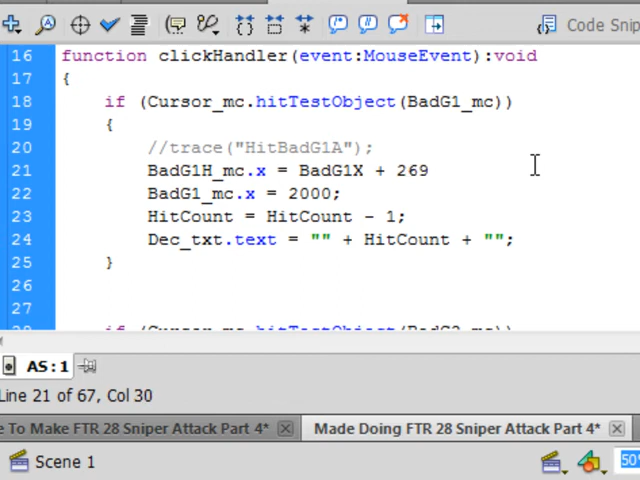 Code Snip
16 function clickHandler(event:MouseEvent):void
17 {
18 if (Cursor_mc.hitTestObject(BadG1_mc))
19 {
20 //trace("HitBadG1A");
21 BadG1H_mc.x = BadG1X + 269
22 BadG1_mc.x = 2000;
23 HitCount = HitCount - 1;
24 Dec_txt.text = "" + HitCount + "";
25 }
26
27
28 if (Cursor_mc.hitTestObject(BadG2_mc))
AS:1
Line 21 of 67, Col 30
e To Make FTR 28 Sniper Attack Part 4* Made Doing FTR 28 Sniper Attack Part 4*
Scene 1 50